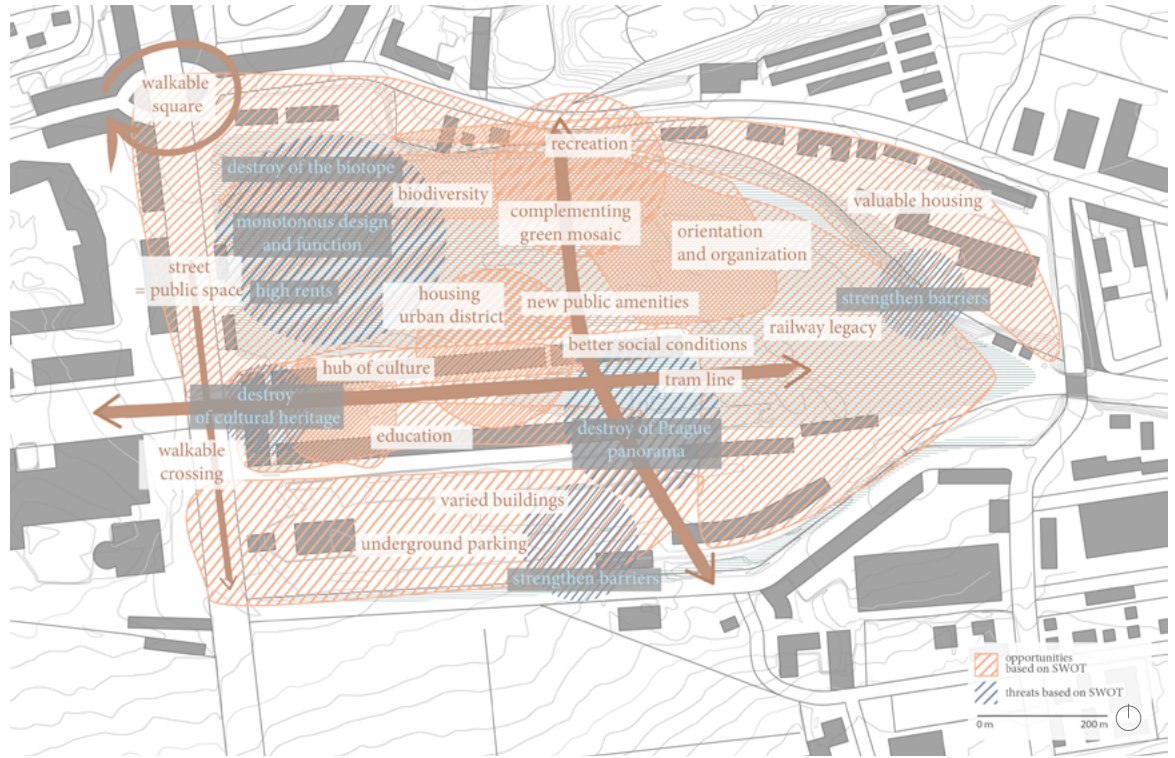 walkable
square
recreation
destroy of the biotope
biodiversity
valuable housing
complementing
green mosaic
monotonous design
and function
orientation
and organization
street
= public space
high rents
housing
urban district
new public amenities
strengthen barriers
railway legacy
better social conditions
hub of culture
tram line
destroy
of cultural heritage
education
destroy of Prague
panorama
walkable
crossing
varied buildings
underground parking
strengthen barriers
opportunities
based on SWOT
threats based on SWOT
0 m
200 m